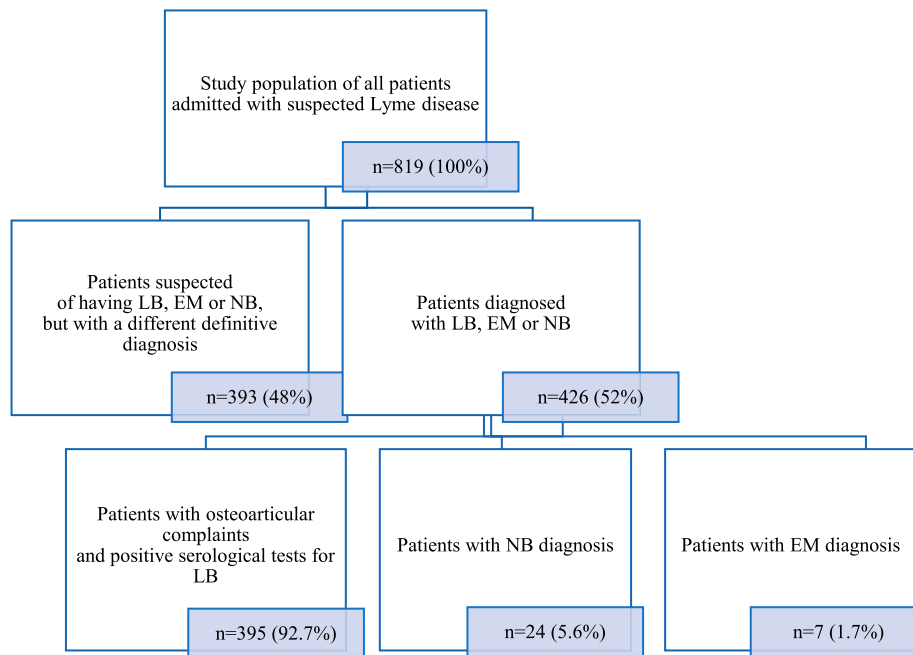 Study population of all patients
admitted with suspected Lyme disease
n=819 (100%)
Patients suspected
of having LB, EM or NB,
but with a different definitive
diagnosis
n=393 (48%)
Patients diagnosed
with LB, EM or NB
n=426 (52%)
Patients with osteoarticular
complaints
and positive serological tests for
LB
n=395 (92.7%)
Patients with NB diagnosis
n=24 (5.6%)
Patients with EM diagnosis
n=7 (1.7%)